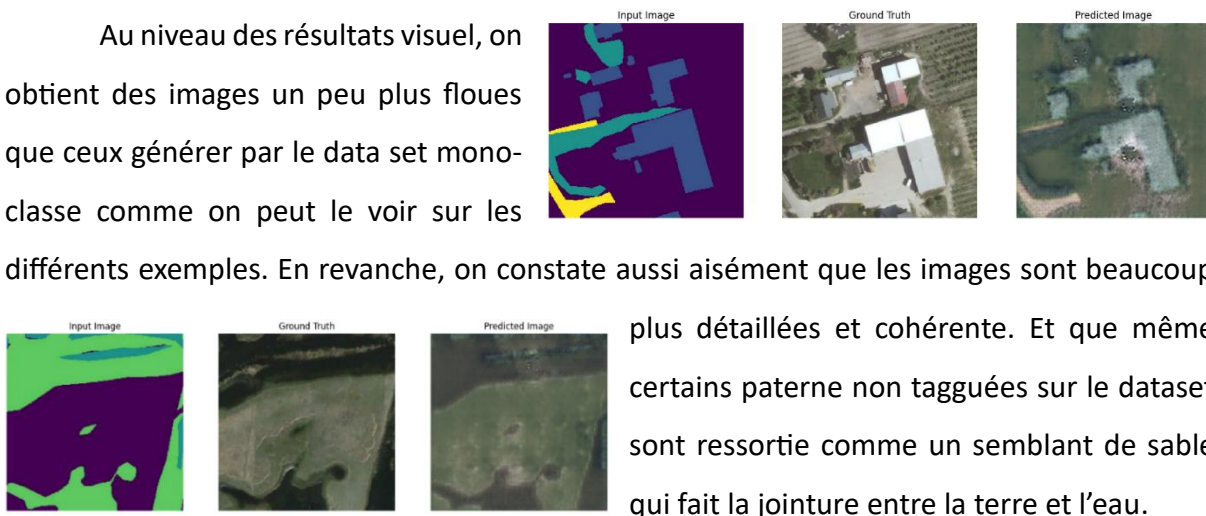 Input Image
Ground Truth
Predicted Image
Au niveau des résultats visuel, on
obtient des images un peu plus floues
que ceux générer par le data set mono-
classe comme on peut le voir sur les
différents exemples. En revanche, on constate aussi aisément que les images sont beaucoup
Input Image
Ground Truth
Predicted Image
plus détaillées et cohérente. Et que même
certains paterne non tagguées sur le dataset
sont ressortie comme un semblant de sable
qui fait la jointure entre la terre et l'eau.